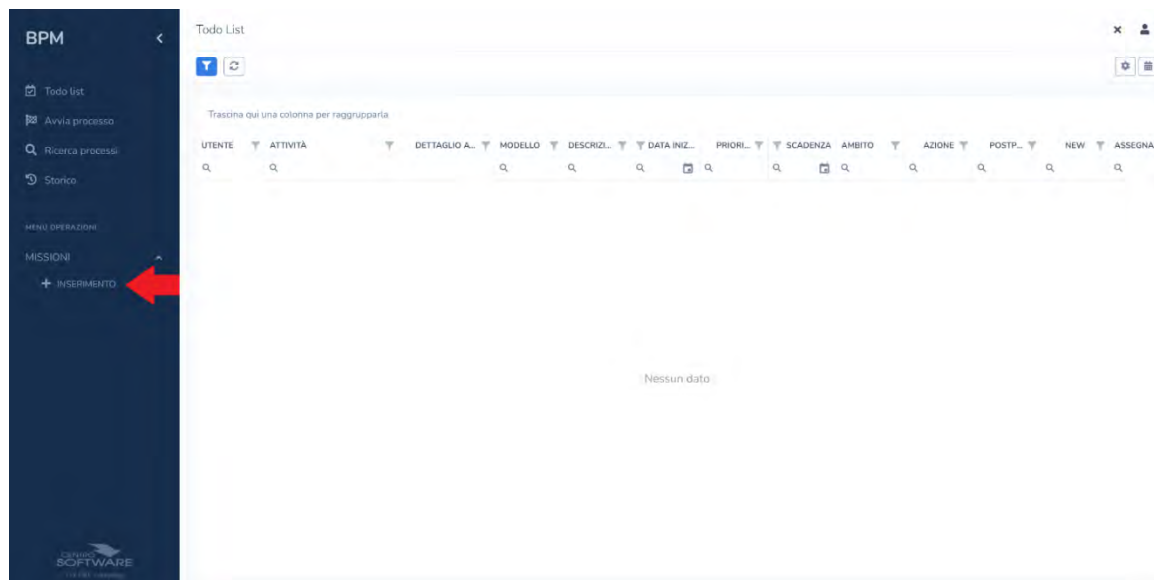 BPM
Todo list
Avvia processo
Ricerca processi
Storico
MENU OPERAZIONI
MISSIONI
INSERIMENTO
CENTRO
SOFTWARE
Todo List
Trascina qui una colonna per raggrupparla
UTENTE ATTIVITÀ DETTAGLIO A... MODELLO DESCRIZI... DATA INIZ... PRIORI... SCADENZA AMBITO AZIONE POSTP... NEW ASSEGNA
Nessun dato